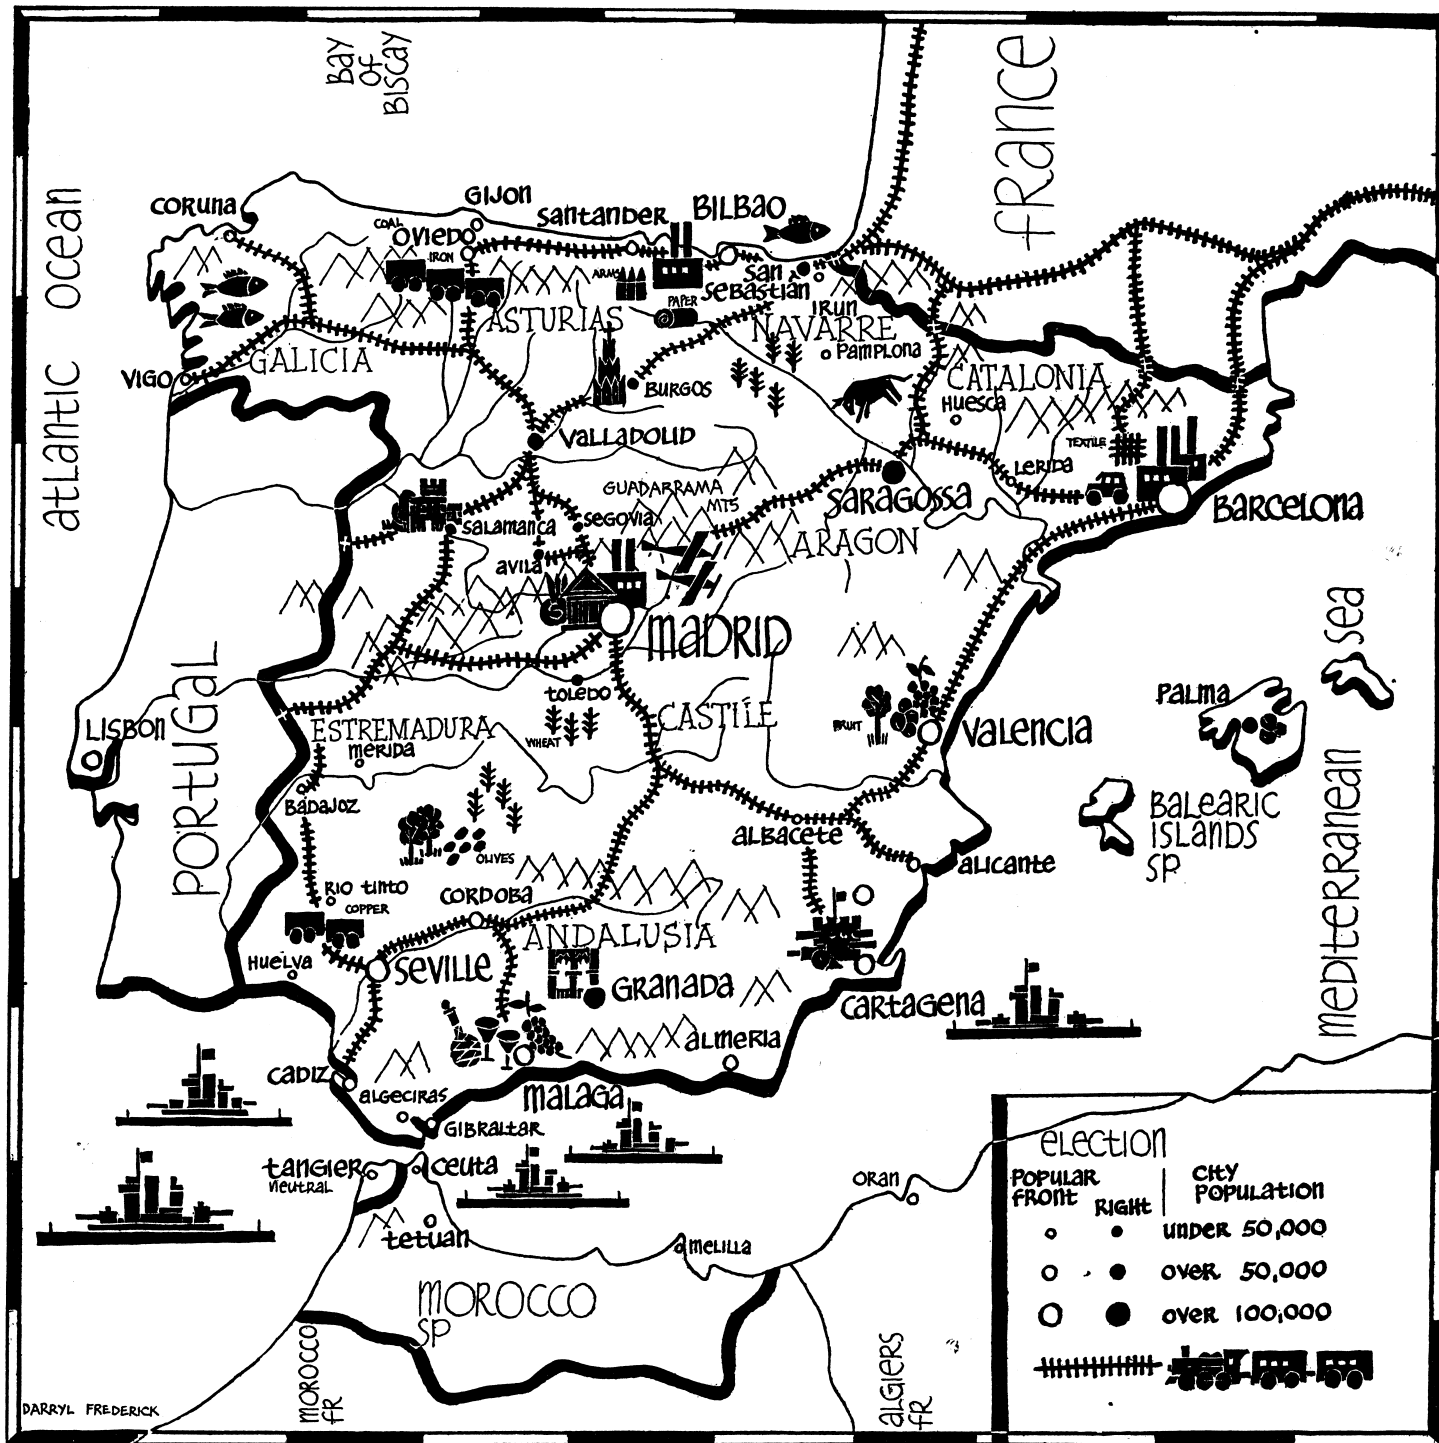 BAY
OF
BISCAY
FRANCE
atlantic ocean
CORUNA
GIJON
SANTANDER
BILBAO
COAL
OVIEDO
IRON
ARMS
SAN
SEBASTIAN
PAPER
IRUN
ASTURIAS
NAVARRE
PAMPLONA
GALICIA
VIGO
BURGOS
CATALONIA
HUESCA
VALLADOLID
TEXTILE
LERIDA
GUADARRAMA
MTS
SARAGOSSA
BARCELONA
SALAMANCA
SEGOVIA
ARAGON
AVILA
MADRID
PORTUGAL
TOLEDO
CASTILE
PALMA
MEDITERRANEAN SEA
LISBON
ESTREMADURA
MERIDA
WHEAT
FRUIT
VALENCIA
BADAJOZ
BALEARIC
ISLANDS
SP
ALBACETE
OLIVES
ALICANTE
RIO TINTO
COPPER
CORDOBA
ANDALUSIA
HUELVA
SEVILLE
GRANADA
CARTAGENA
ALMERIA
CADIZ
ALGECIRAS
MALAGA
GIBRALTAR
TANGIER
NEUTRAL
CEUTA
ORAN
TETUAN
MELILLA
MOROCCO
SP
MOROCCO
FR
ALGIERS
FR
DARRYL FREDERICK
ELECTION
POPULAR
FRONT
RIGHT
CITY
POPULATION
UNDER 50,000
OVER 50,000
OVER 100,000